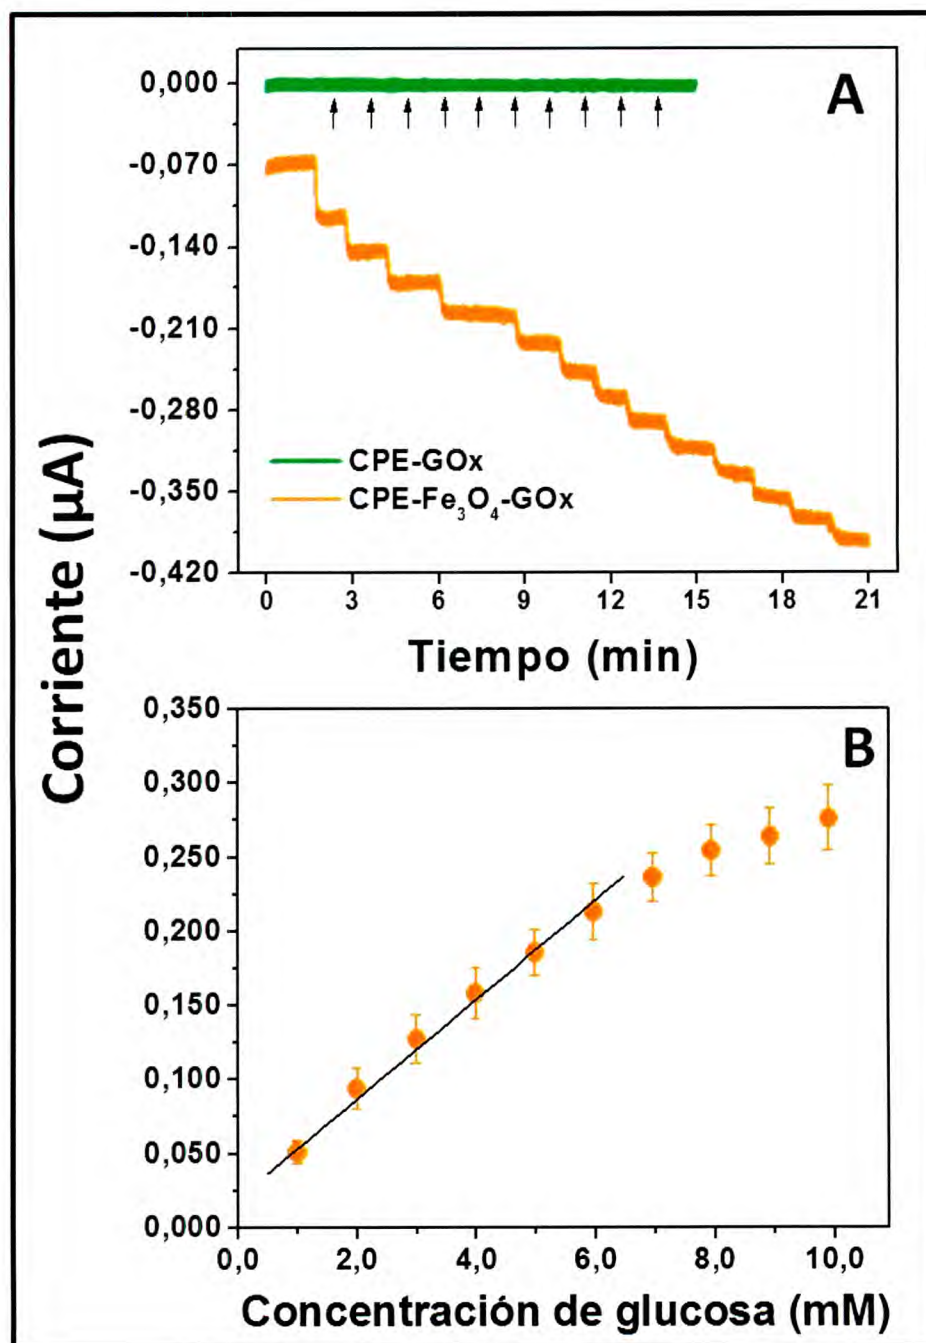 A
0,000
-0,070
-0,140
-0,210
-0,280
-0,350
-0,420
CPE-GOx
CPE-Fe₃O₄-GOx
0 3 6 9 12 15 18 21
Tiempo (min)
Corriente (µA)
B
0,350
0,300
0,250
0,200
0,150
0,100
0,050
0,000
0,0 2,0 4,0 6,0 8,0 10,0
Concentración de glucosa (mM)